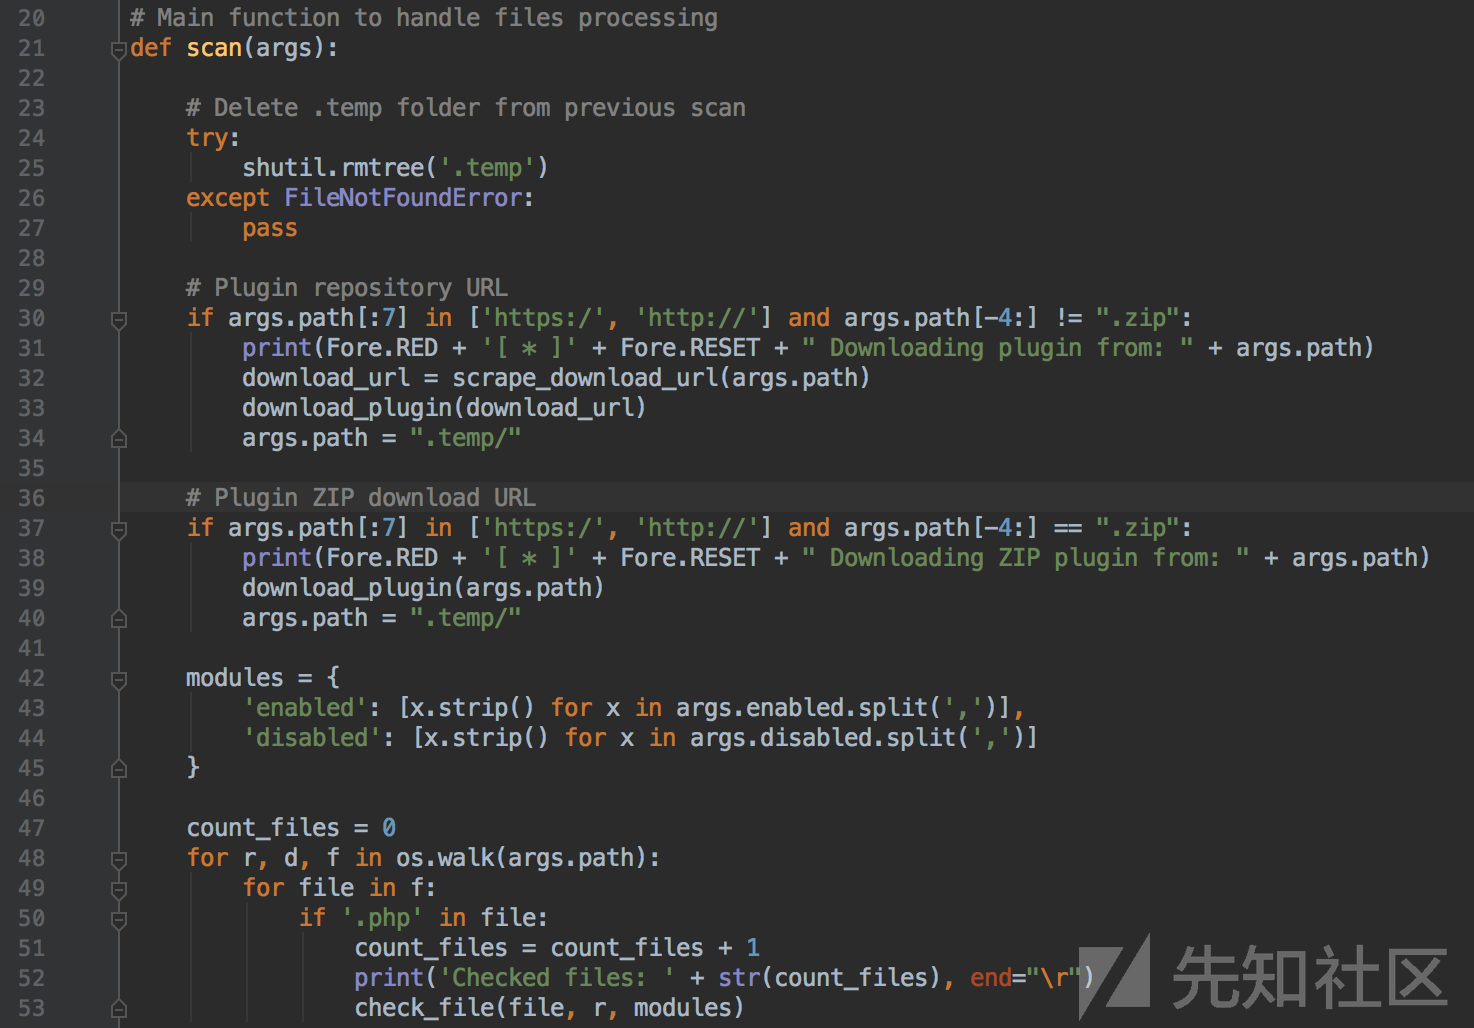 20 # Main function to handle files processing
21 def scan(args):
22
23     # Delete .temp folder from previous scan
24     try:
25         shutil.rmtree('.temp')
26     except FileNotFoundError:
27         pass
28
29     # Plugin repository URL
30     if args.path[:7] in ['https:/', 'http://'] and args.path[-4:] != ".zip":
31         print(Fore.RED + '[ * ]' + Fore.RESET + " Downloading plugin from: " + args.path)
32         download_url = scrape_download_url(args.path)
33         download_plugin(download_url)
34         args.path = ".temp/"
35
36     # Plugin ZIP download URL
37     if args.path[:7] in ['https:/', 'http://'] and args.path[-4:] == ".zip":
38         print(Fore.RED + '[ * ]' + Fore.RESET + " Downloading ZIP plugin from: " + args.path)
39         download_plugin(args.path)
40         args.path = ".temp/"
41
42     modules = {
43         'enabled': [x.strip() for x in args.enabled.split(',')],
44         'disabled': [x.strip() for x in args.disabled.split(',')]
45     }
46
47     count_files = 0
48     for r, d, f in os.walk(args.path):
49         for file in f:
50             if '.php' in file:
51                 count_files = count_files + 1
52                 print('Checked files: ' + str(count_files), end="\r")
53                 check_file(file, r, modules)
先知社区